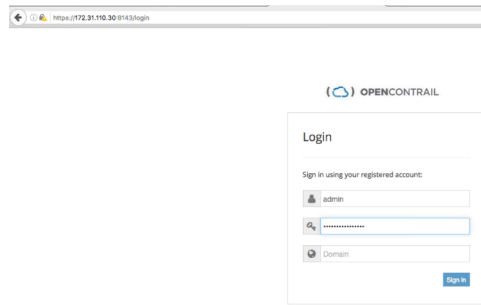 https://172.31.110.30:8143/login
OPENCONTRAIL
Login
Sign in using your registered account:
admin
••••••••••••••••
Domain
Sign in